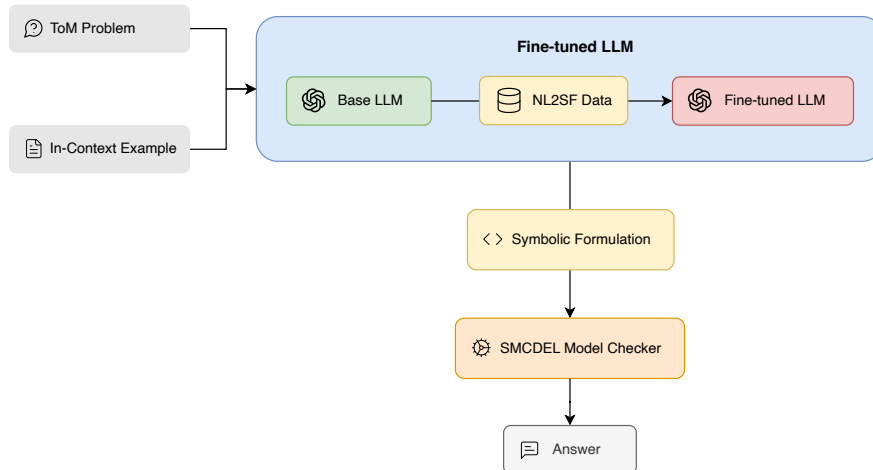 ToM Problem
In-Context Example
Fine-tuned LLM
Base LLM
NL2SF Data
Fine-tuned LLM
Symbolic Formulation
SMCDEL Model Checker
Answer